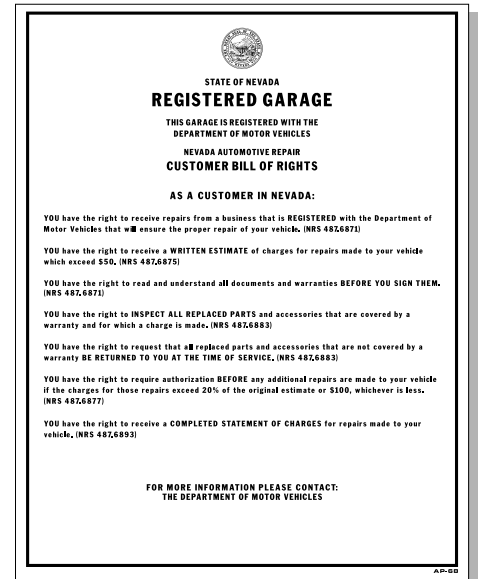 STATE OF NEVADA
REGISTERED GARAGE
THIS GARAGE IS REGISTERED WITH THE
DEPARTMENT OF MOTOR VEHICLES
NEVADA AUTOMOTIVE REPAIR
CUSTOMER BILL OF RIGHTS
AS A CUSTOMER IN NEVADA:
YOU have the right to receive repairs from a business that is REGISTERED with the Department of
Motor Vehicles that will ensure the proper repair of your vehicle. (NRS 487.6871)
YOU have the right to receive a WRITTEN ESTIMATE of charges for repairs made to your vehicle
which exceed $50. (NRS 487.6875)
YOU have the right to read and understand all documents and warranties BEFORE YOU SIGN THEM.
(NRS 487.6871)
YOU have the right to INSPECT ALL REPLACED PARTS and accessories that are covered by a
warranty and for which a charge is made. (NRS 487.6883)
YOU have the right to request that all replaced parts and accessories that are not covered by a
warranty BE RETURNED TO YOU AT THE TIME OF SERVICE. (NRS 487.6883)
YOU have the right to require authorization BEFORE any additional repairs are made to your vehicle
if the charges for those repairs exceed 20% of the original estimate or $100, whichever is less.
(NRS 487.6877)
YOU have the right to receive a COMPLETED STATEMENT OF CHARGES for repairs made to your
vehicle. (NRS 487.6893)
FOR MORE INFORMATION PLEASE CONTACT:
THE DEPARTMENT OF MOTOR VEHICLES
AP-68